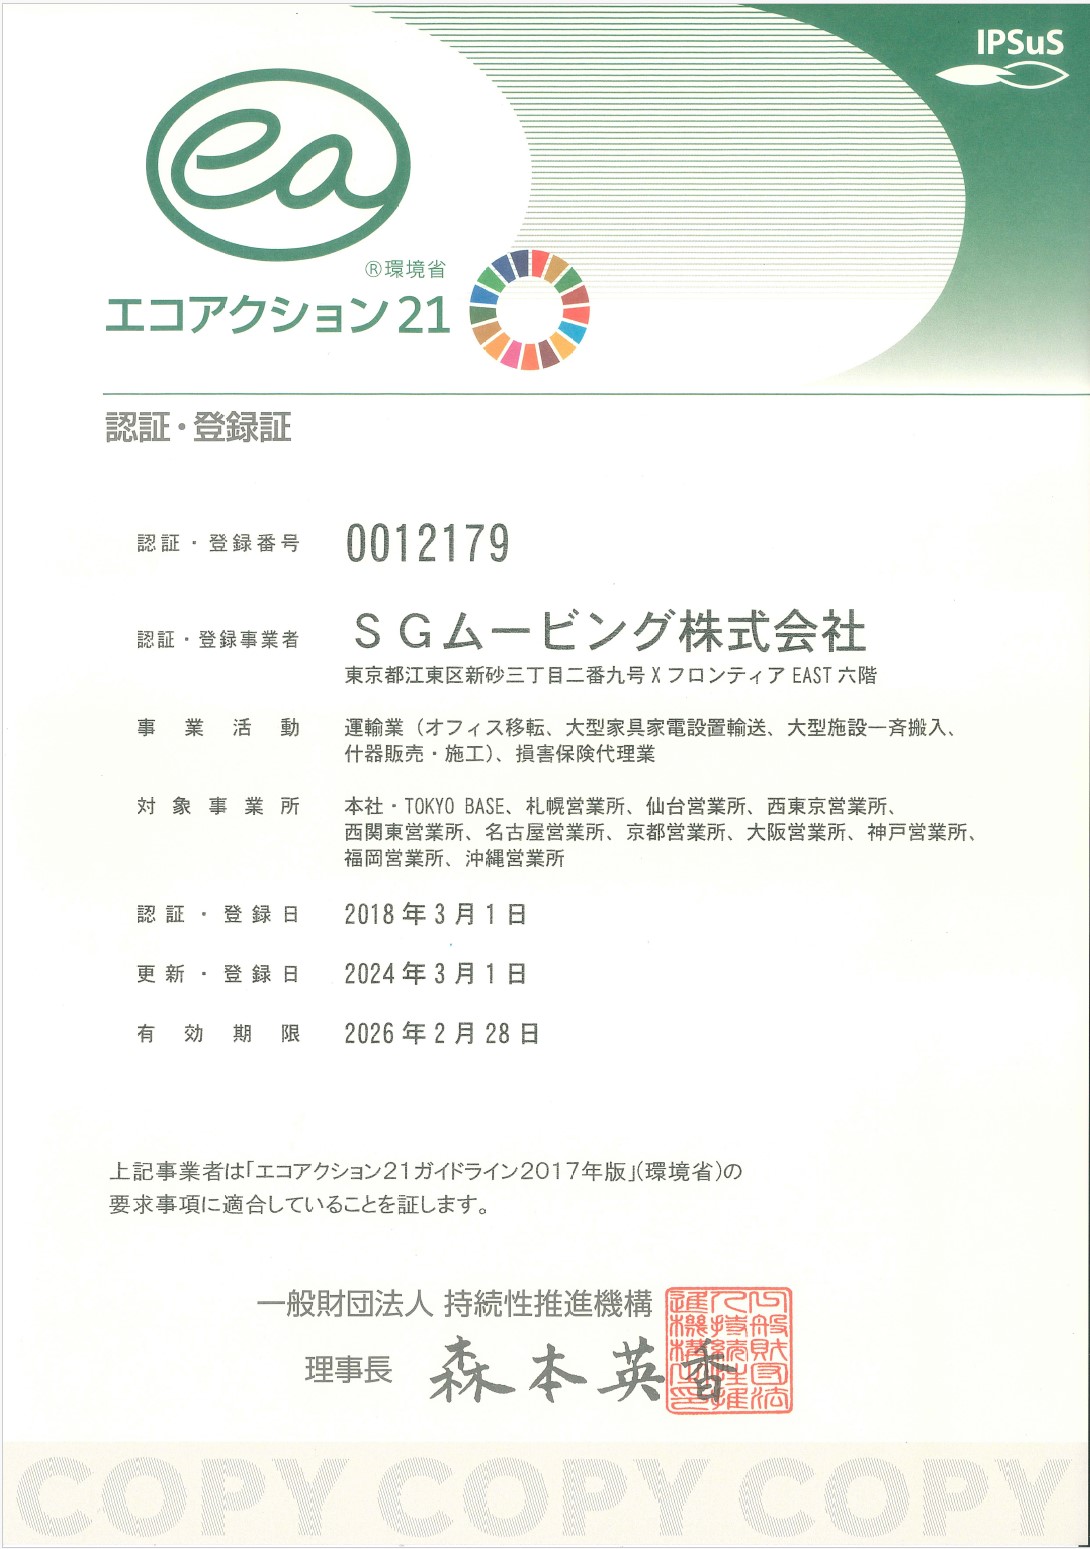 IPSuS
ea
®環境省
エコアクション21
認証・登録証
認証・登録番号 0012179
認証・登録事業者 ＳＧムービング株式会社
東京都江東区新砂三丁目二番九号 X フロンティア EAST 六階
事業活動 運輸業（オフィス移転、大型家具家電設置輸送、大型施設一斉搬入、
什器販売・施工）、損害保険代理業
対象事業所 本社・TOKYO BASE、札幌営業所、仙台営業所、西東京営業所、
西関東営業所、名古屋営業所、京都営業所、大阪営業所、神戸営業所、
福岡営業所、沖縄営業所
認証・登録日 2018 年 3 月 1 日
更新・登録日 2024 年 3 月 1 日
有効期限 2026 年 2 月 28 日
上記事業者は「エコアクション21ガイドライン2017年版」（環境省）の
要求事項に適合していることを証します。
一般財団法人 持続性推進機構
理事長 森本英香
COPY COPY COPY